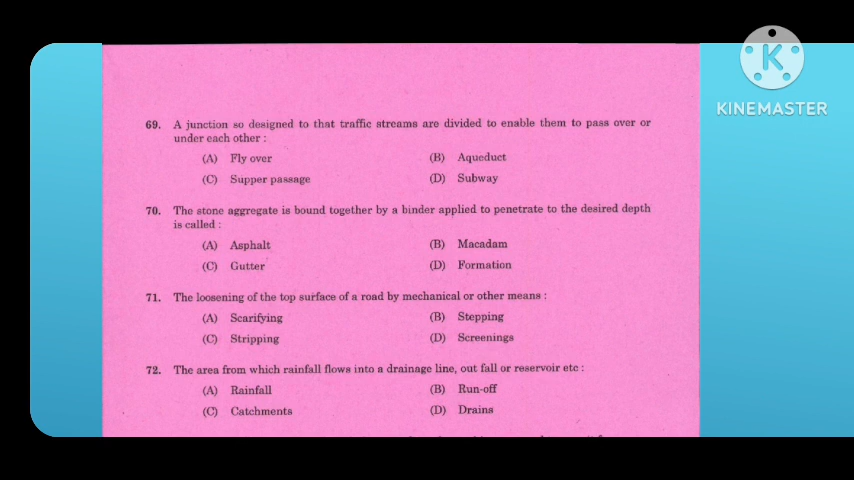 KINEMASTER
69. A junction so designed to that traffic streams are divided to enable them to pass over or
under each other :
(A) Fly over (B) Aqueduct
(C) Supper passage (D) Subway
70. The stone aggregate is bound together by a binder applied to penetrate to the desired depth
is called :
(A) Asphalt (B) Macadam
(C) Gutter (D) Formation
71. The loosening of the top surface of a road by mechanical or other means :
(A) Scarifying (B) Stepping
(C) Stripping (D) Screenings
72. The area from which rainfall flows into a drainage line, out fall or reservoir etc :
(A) Rainfall (B) Run-off
(C) Catchments (D) Drains